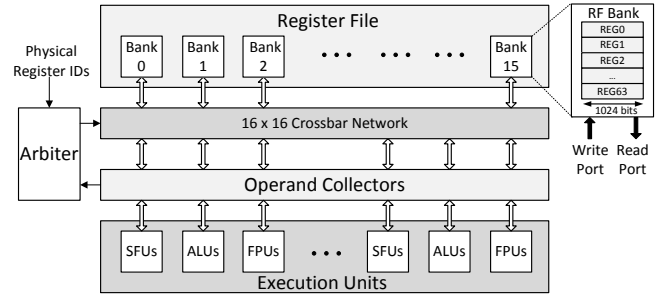 Register File
Bank
0
Bank
1
Bank
2
Bank
15
RF Bank
REG0
REG1
REG2
...
REG63
1024 bits
Write
Port
Read
Port
Physical
Register IDs
Arbiter
16 x 16 Crossbar Network
Operand Collectors
SFUs
ALUs
FPUs
SFUs
ALUs
FPUs
Execution Units